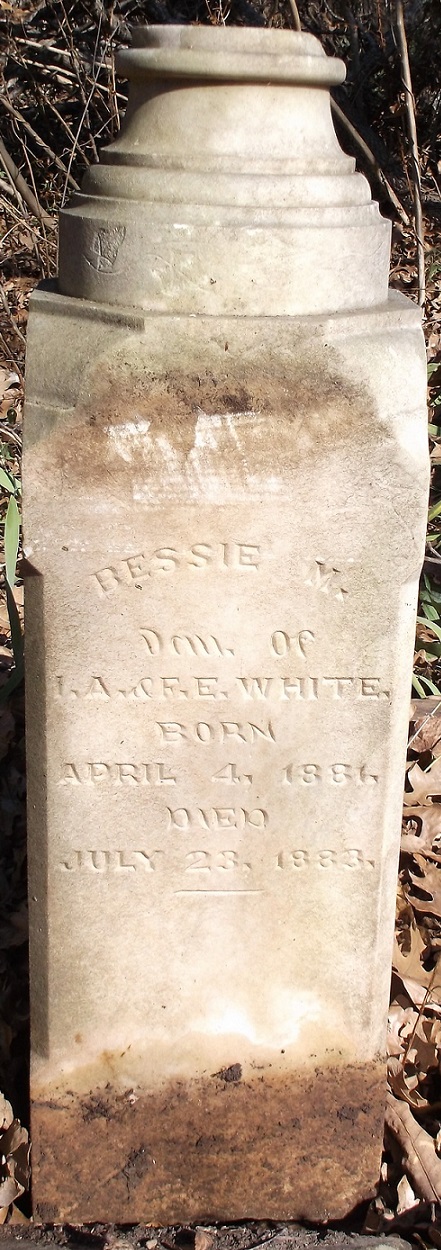 BESSIE M.
Dau. Of
I. A. & F. E. WHITE.
BORN
APRIL 4, 1881.
DIED
JULY 23, 1883.